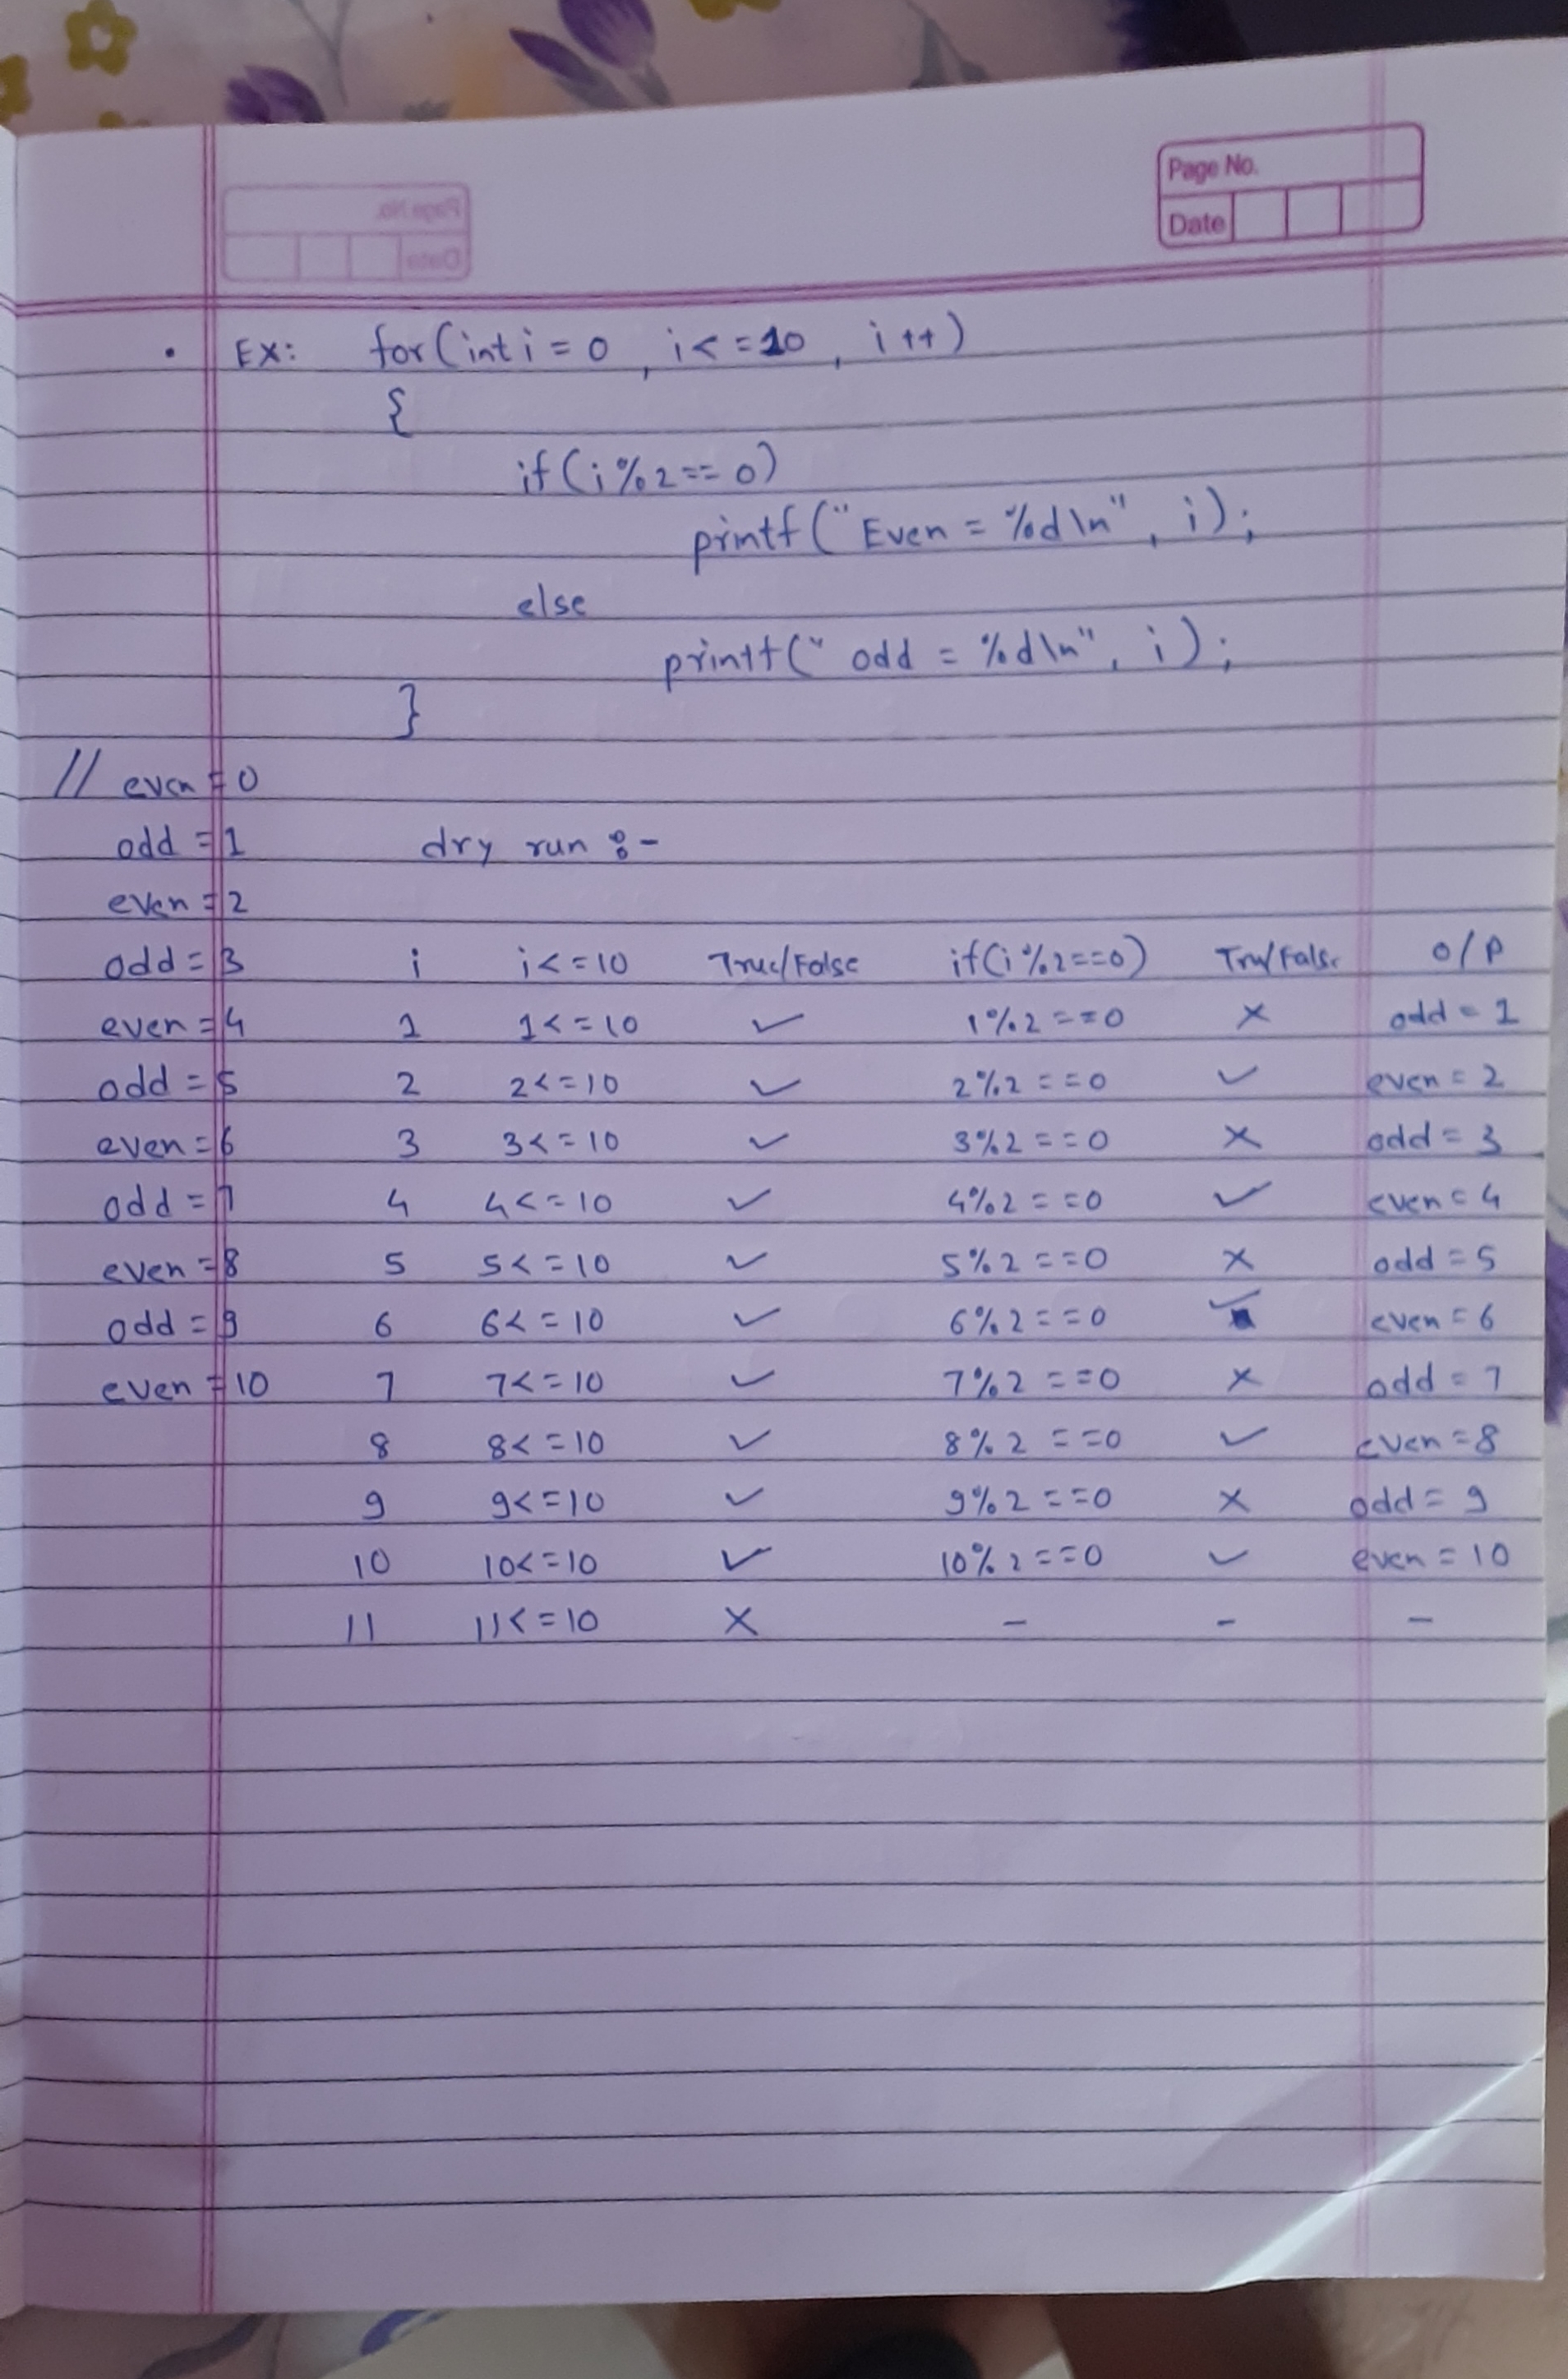 Page No.
Date
• EX: for(int i = 0 , i<=10 , i++)
{
if(i%2==0)
printf("Even = %d\n", i);
else
printf("odd = %d\n", i);
}
// even = 0
odd = 1 dry run :-
even = 2
odd = 3 i i<=10 True/False if(i%2==0) Tru/False O/P
even = 4 1 1<=10 ✓ 1%2==0 × odd = 1
odd = 5 2 2<=10 ✓ 2%2==0 ✓ even = 2
even = 6 3 3<=10 ✓ 3%2==0 × odd = 3
odd = 7 4 4<=10 ✓ 4%2==0 ✓ even = 4
even = 8 5 5<=10 ✓ 5%2==0 × odd = 5
odd = 9 6 6<=10 ✓ 6%2==0 ✓ even = 6
even = 10 7 7<=10 ✓ 7%2==0 × odd = 7
8 8<=10 ✓ 8%2==0 ✓ even = 8
9 9<=10 ✓ 9%2==0 × odd = 9
10 10<=10 ✓ 10%2==0 ✓ even = 10
11 11<=10 × - - -